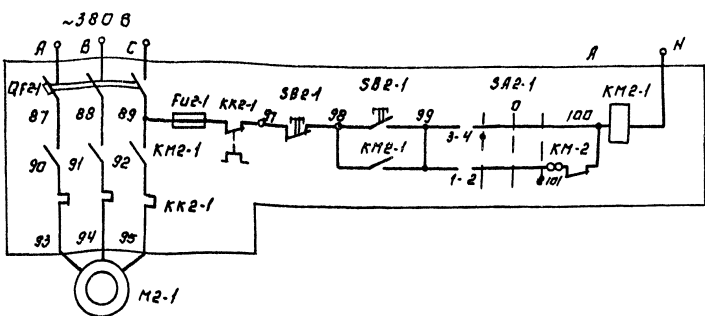 ~380 В
А В С А N
QF2-1
FU2-1 КК2-1 SB2-1 SB2-1 SA2-1 КМ2-1
87 88 89 97 98 99 0 100
3-4
КМ2-1 КМ2-1 КМ-2
90 91 92
1-2 101
КК2-1
93 94 95
М2-1